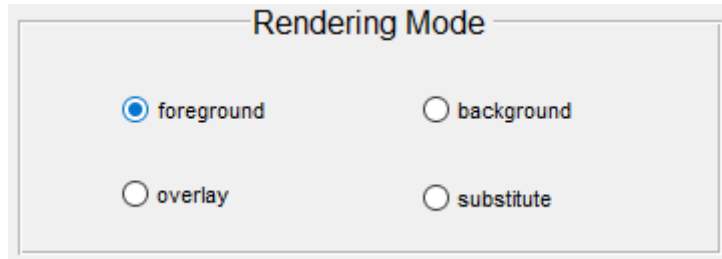 Rendering Mode
foreground
background
overlay
substitute